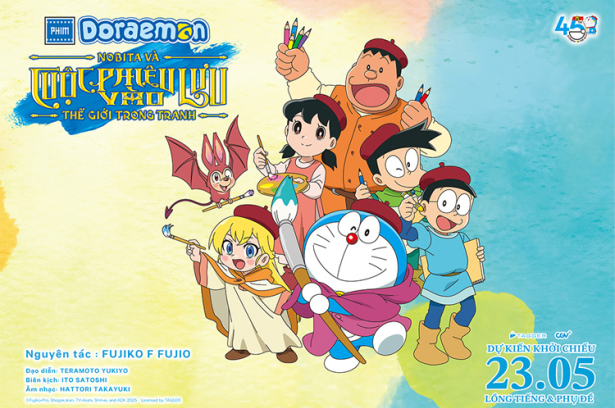 PHIM
Doraemon
NOBITA VÀ
CUỘC PHIÊU LƯU
VÀO
THẾ GIỚI TRONG TRANH
45
Nguyên tác : FUJIKO F FUJIO
Đạo diễn: TERAMOTO YUKIYO
Biên kịch: ITO SATOSHI
Âm nhạc: HATTORI TAKAYUKI
TAGGER CGV
DỰ KIẾN KHỞI CHIẾU
23.05
LỒNG TIẾNG & PHỤ ĐỀ